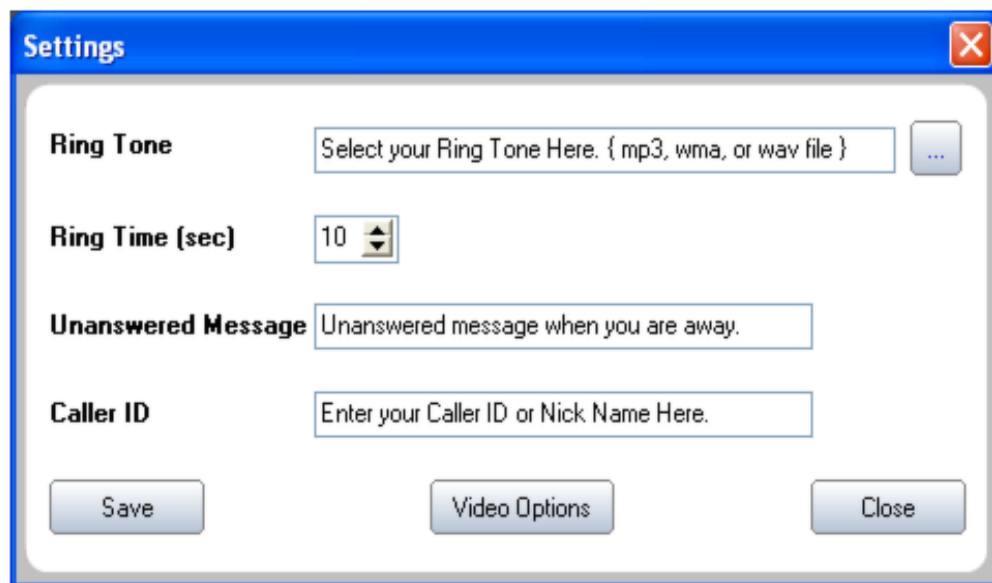 Settings
Ring Tone Select your Ring Tone Here. { mp3, wma, or wav file } ...
Ring Time (sec) 10
Unanswered Message Unanswered message when you are away.
Caller ID Enter your Caller ID or Nick Name Here.
Save Video Options Close